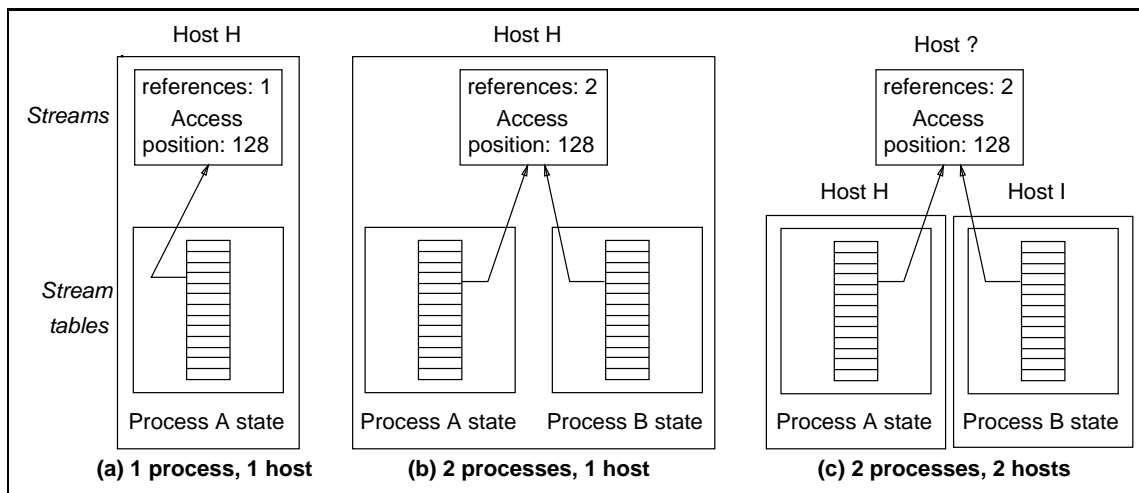 Streams
Stream
tables
Host H
references: 1
Access
position: 128
Process A state
(a) 1 process, 1 host
Host H
references: 2
Access
position: 128
Process A state
Process B state
(b) 2 processes, 1 host
Host ?
references: 2
Access
position: 128
Host H
Host I
Process A state
Process B state
(c) 2 processes, 2 hosts